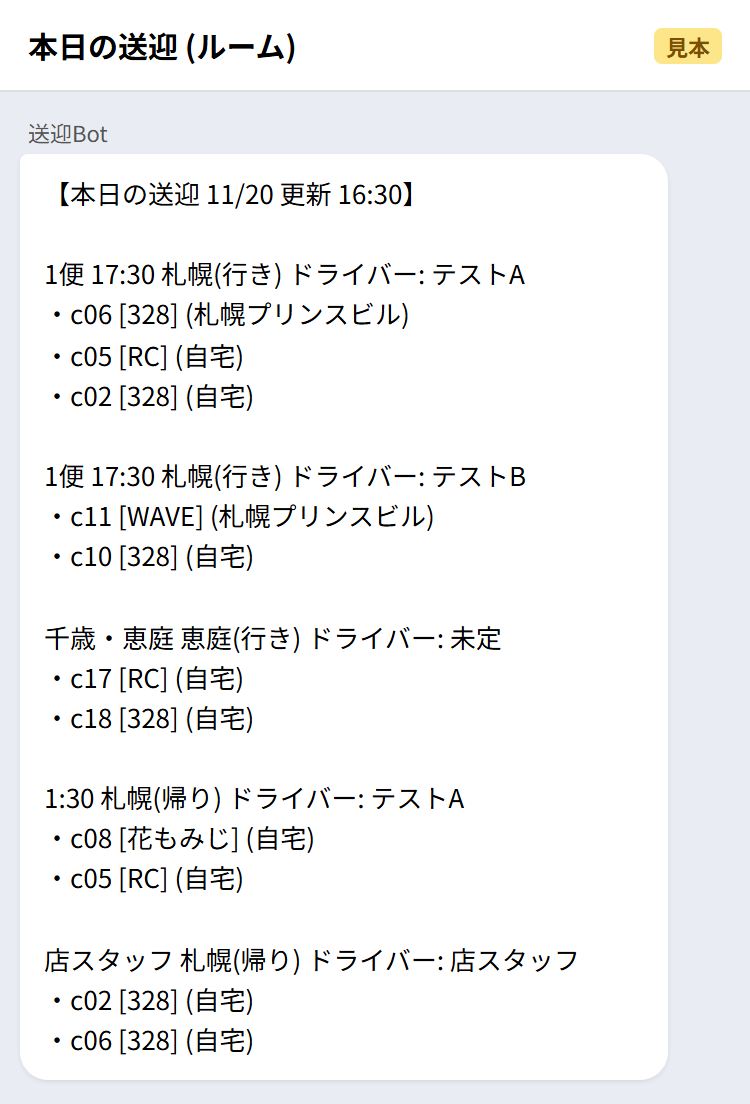 本日の送迎 (ルーム)
見本
送迎Bot
【本日の送迎 11/20 更新 16:30】
1便 17:30 札幌(行き) ドライバー: テストA
・c06 [328] (札幌プリンスビル)
・c05 [RC] (自宅)
・c02 [328] (自宅)
1便 17:30 札幌(行き) ドライバー: テストB
・c11 [WAVE] (札幌プリンスビル)
・c10 [328] (自宅)
千歳・恵庭 恵庭(行き) ドライバー: 未定
・c17 [RC] (自宅)
・c18 [328] (自宅)
1:30 札幌(帰り) ドライバー: テストA
・c08 [花もみじ] (自宅)
・c05 [RC] (自宅)
店スタッフ 札幌(帰り) ドライバー: 店スタッフ
・c02 [328] (自宅)
・c06 [328] (自宅)